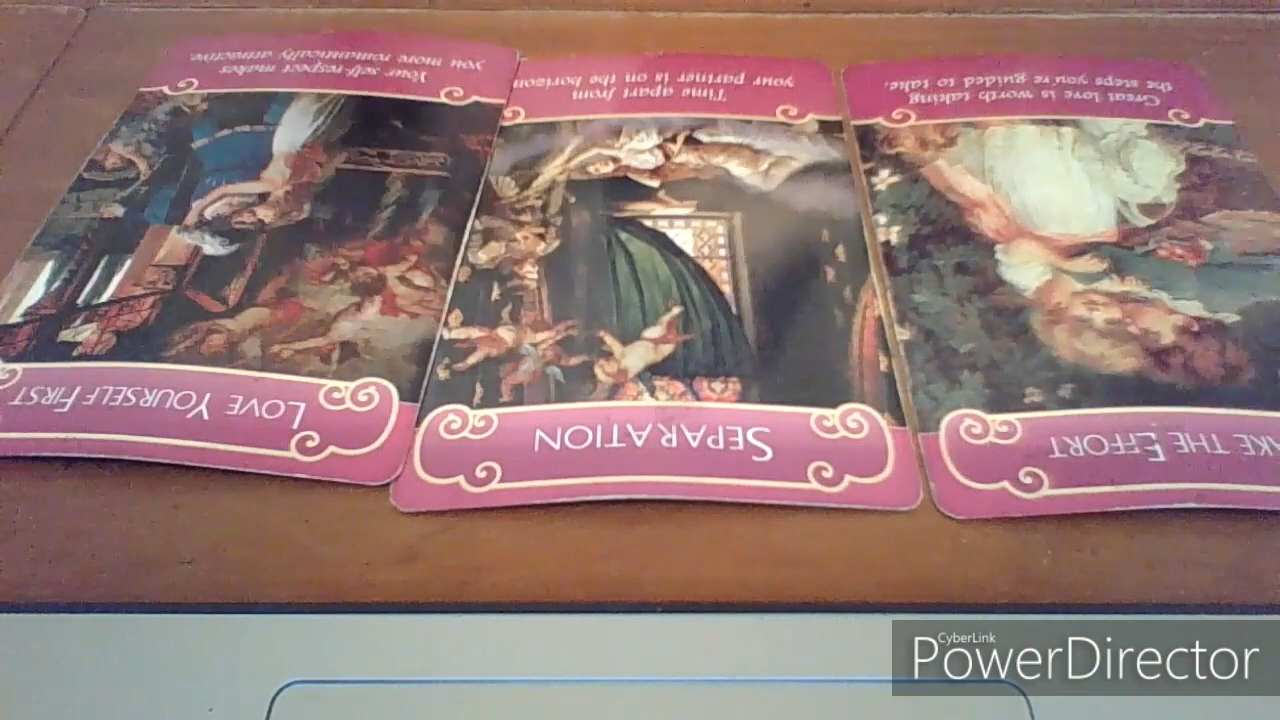 LOVE YOURSELF FIRST
Your self-respect makes
you more romantically attractive.
SEPARATION
Time apart from
your partner is on the horizon
AKE THE EFFORT
Great love is worth taking
the steps you're guided to take.
CyberLink
PowerDirector